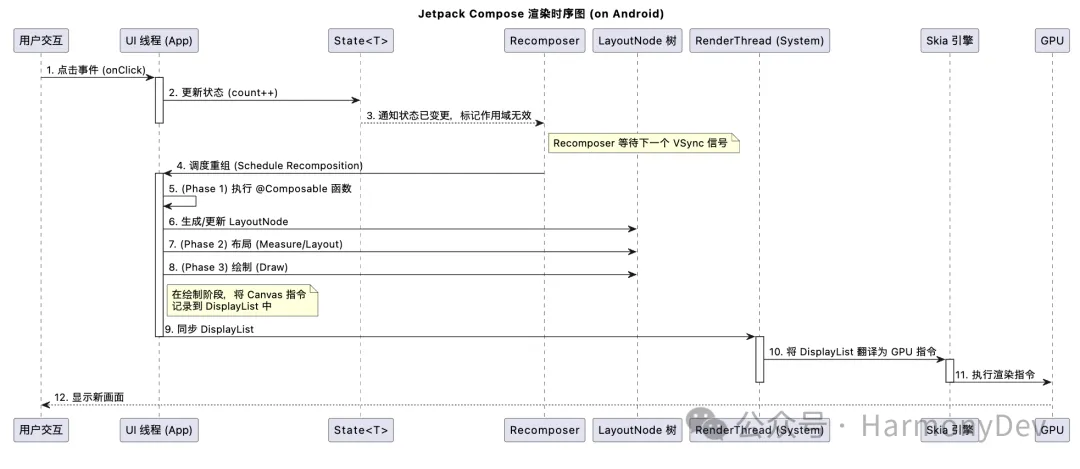 Jetpack Compose 渲染时序图 (on Android)
用户交互
UI 线程 (App)
State<T>
Recomposer
LayoutNode 树
RenderThread (System)
Skia 引擎
GPU
1. 点击事件 (onClick)
2. 更新状态 (count++)
3. 通知状态已变更，标记作用域无效
Recomposer 等待下一个 VSync 信号
4. 调度重组 (Schedule Recomposition)
5. (Phase 1) 执行 @Composable 函数
6. 生成/更新 LayoutNode
7. (Phase 2) 布局 (Measure/Layout)
8. (Phase 3) 绘制 (Draw)
在绘制阶段，将 Canvas 指令
记录到 DisplayList 中
9. 同步 DisplayList
10. 将 DisplayList 翻译为 GPU 指令
11. 执行渲染指令
12. 显示新画面
用户交互
UI 线程 (App)
State<T>
Recomposer
LayoutNode 树
RenderThread (System)
Skia 引擎
GPU
公众号 · HarmonyDev